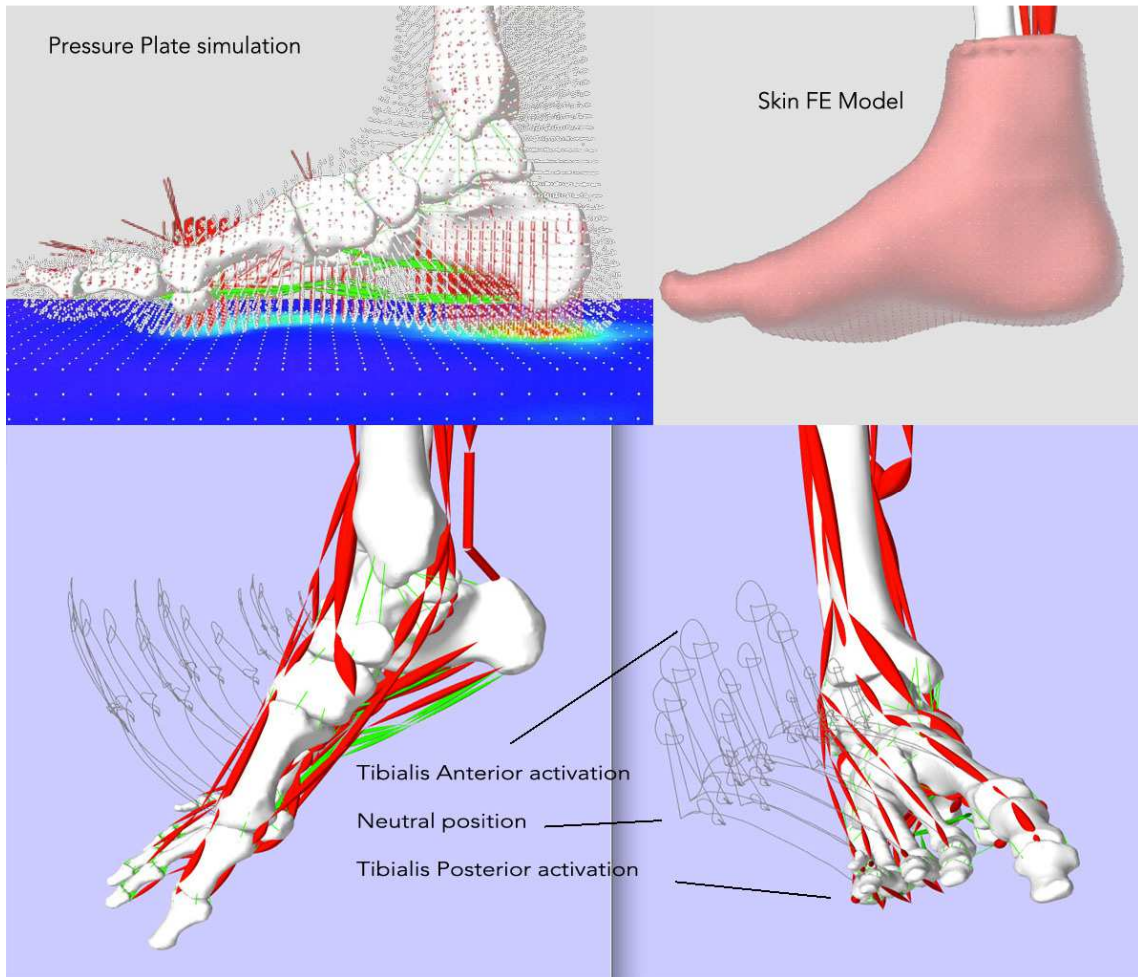 Pressure Plate simulation
Skin FE Model
Tibialis Anterior activation
Neutral position
Tibialis Posterior activation